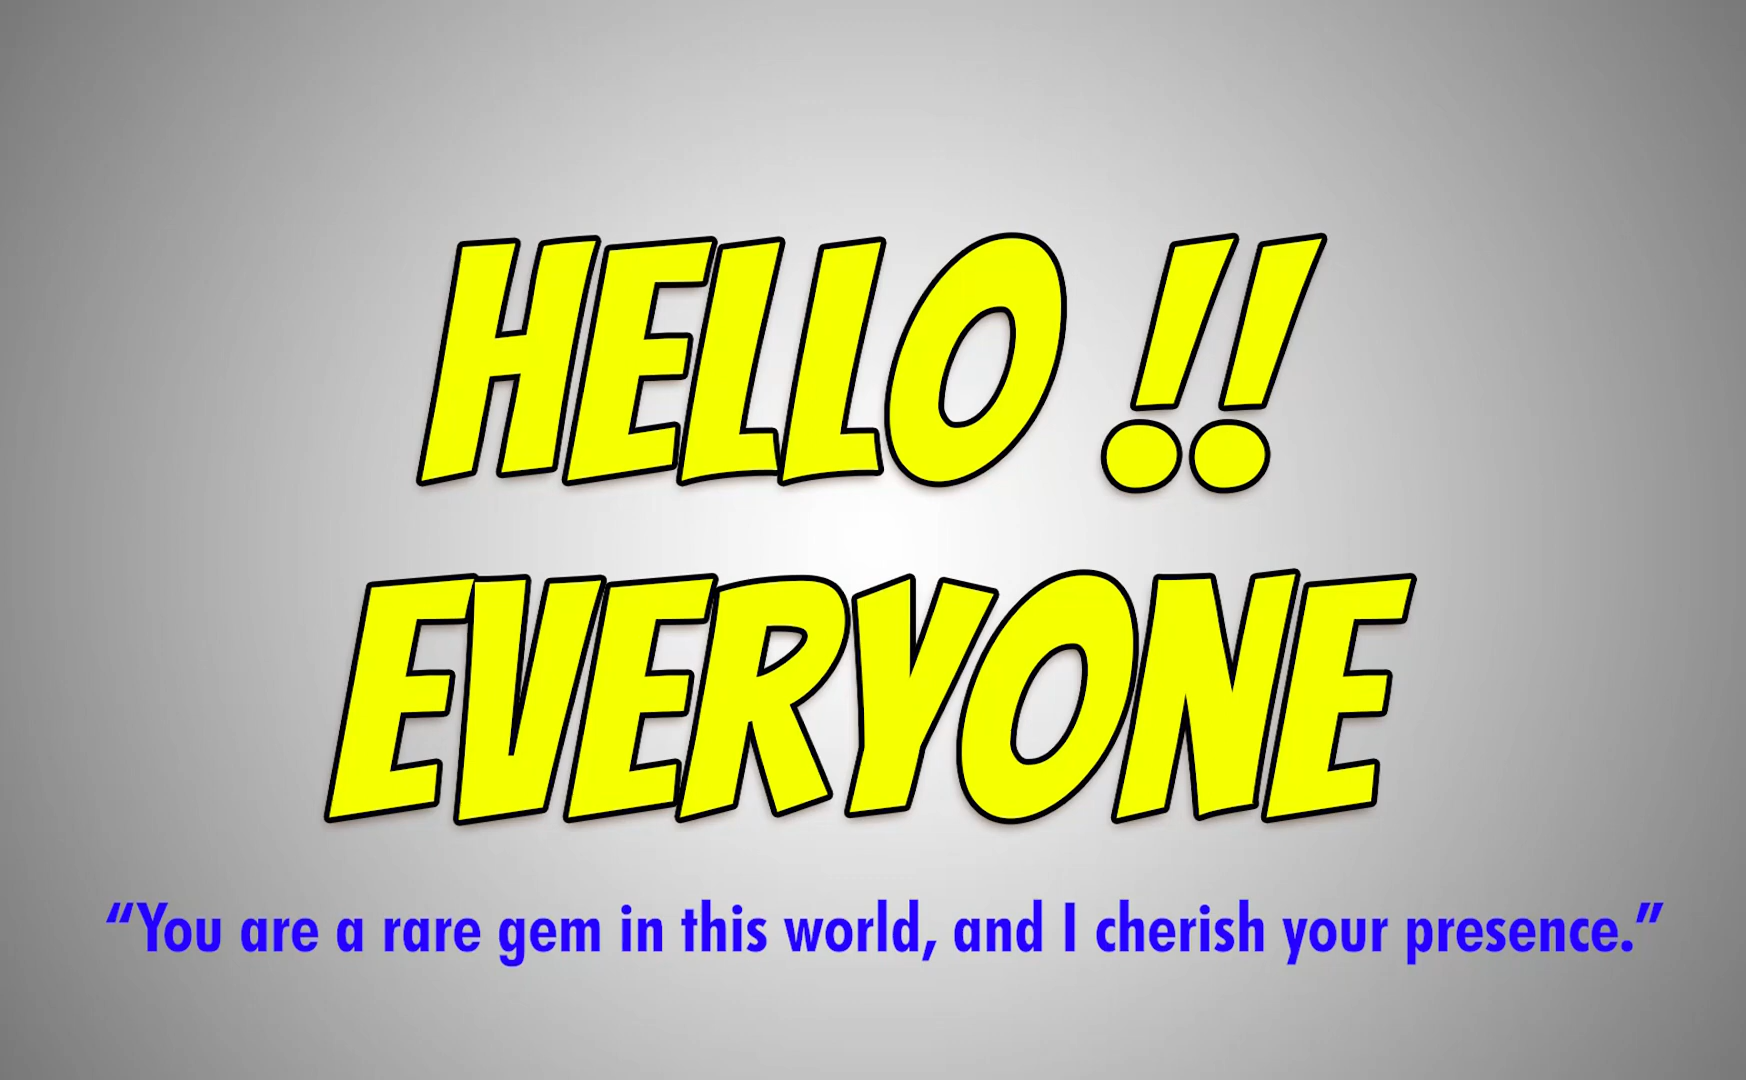 HELLO !!
EVERYONE
“You are a rare gem in this world, and I cherish your presence.”